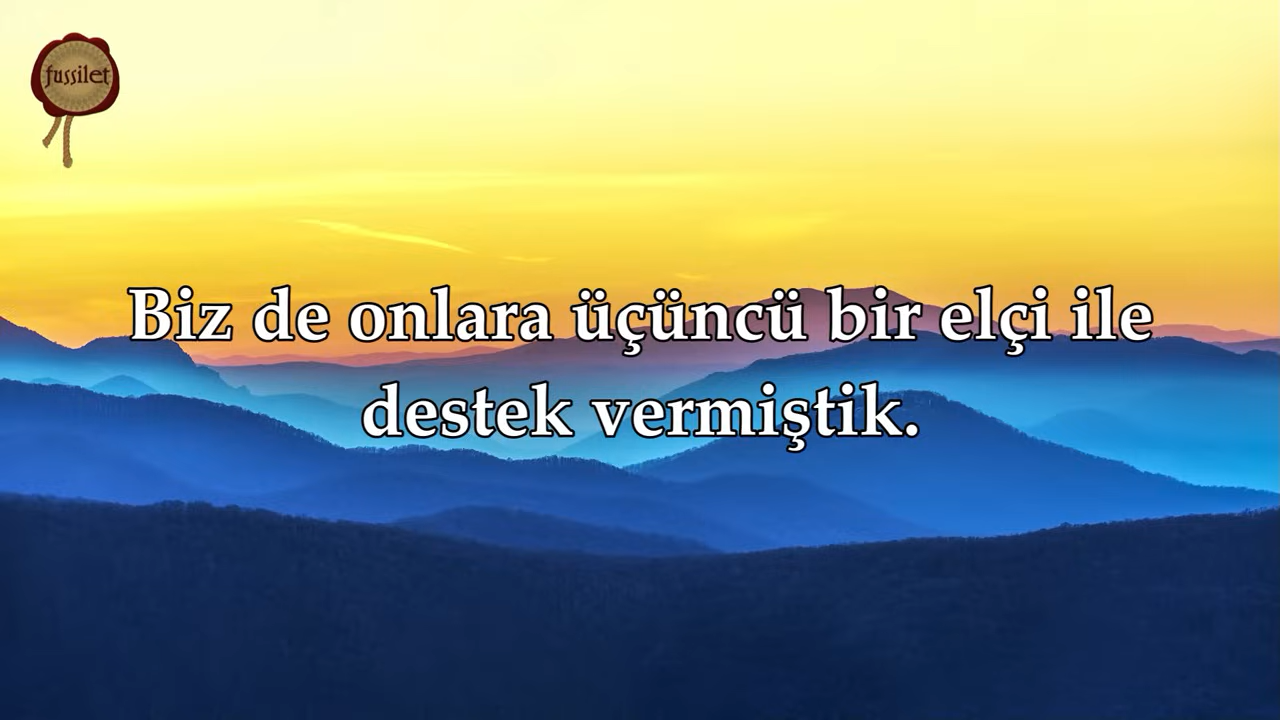 fussilet
Biz de onlara üçüncü bir elçi ile
destek vermiştik.